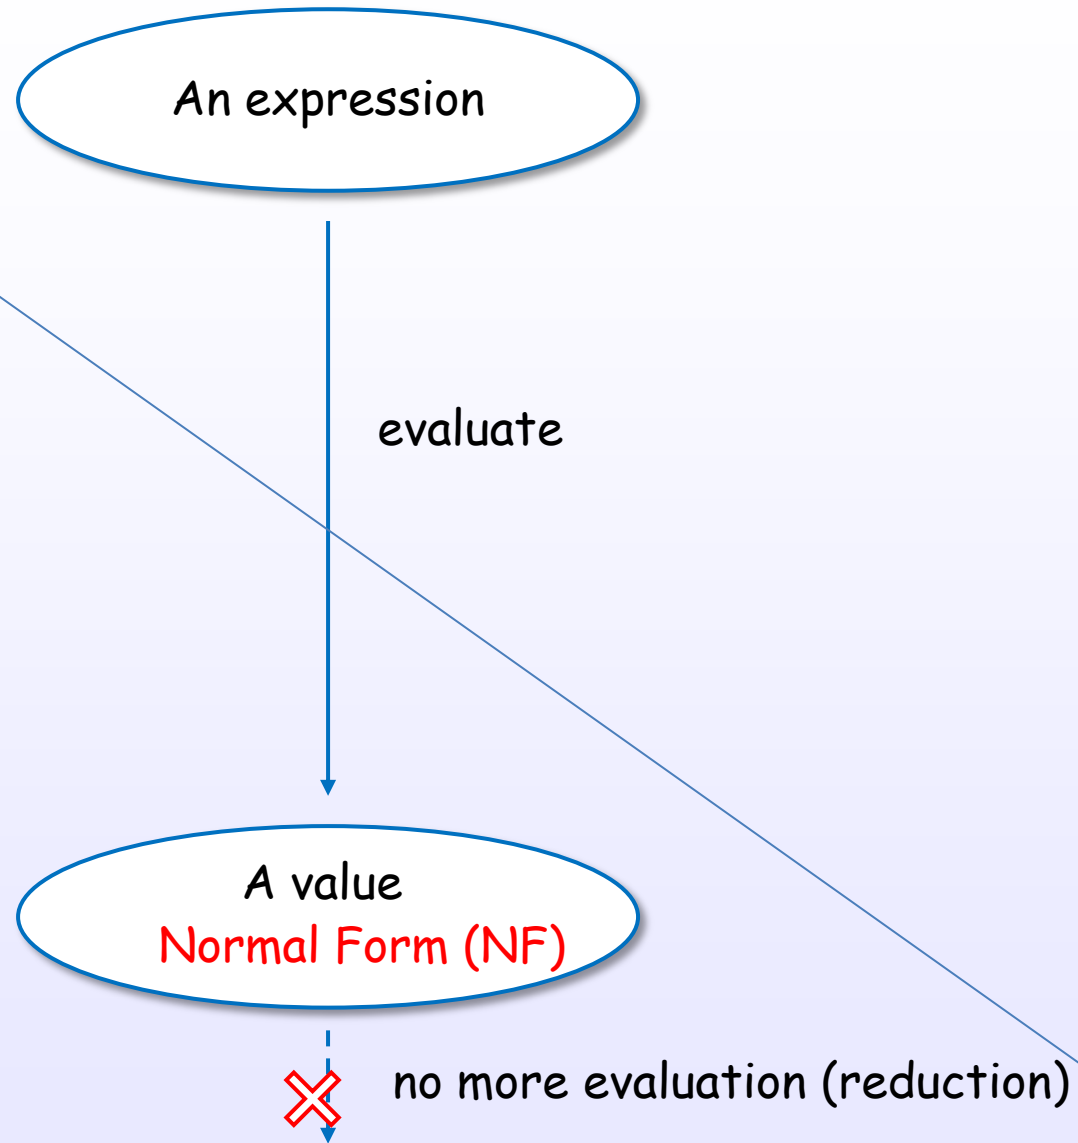 An expression
evaluate
A value
Normal Form (NF)
no more evaluation (reduction)